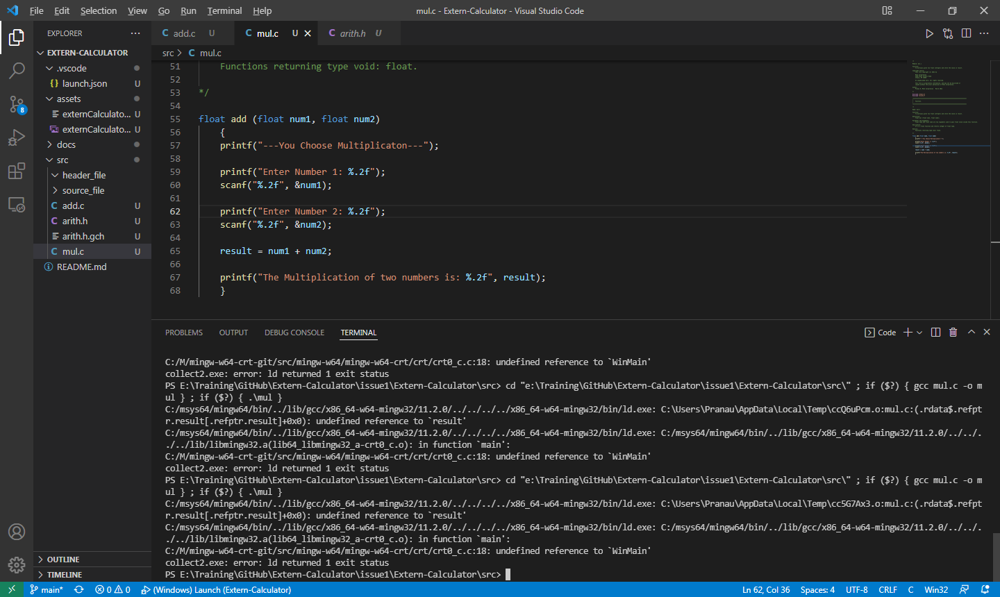 File Edit Selection View Go Run Terminal Help
mul.c - Extern-Calculator - Visual Studio Code
EXPLORER
EXTERN-CALCULATOR
.vscode
launch.json U
assets
externCalculato... U
externCalculato... U
docs
src
header_file
source_file
add.c U
arith.h U
arith.h.gch U
mul.c U
README.md
OUTLINE
TIMELINE
8
add.c U
mul.c U
arith.h U
src > mul.c
51 Functions returning type void: float.
52
53 */
54
55 float add (float num1, float num2)
56 {
57 printf("---You Choose Multiplicaton---");
58
59 printf("Enter Number 1: %.2f");
60 scanf("%.2f", &num1);
61
62 printf("Enter Number 2: %.2f");
63 scanf("%.2f", &num2);
64
65 result = num1 + num2;
66
67 printf("The Multiplication of two numbers is: %.2f", result);
68 }
PROBLEMS OUTPUT DEBUG CONSOLE TERMINAL
Code
C:/M/mingw-w64-crt-git/src/mingw-w64/mingw-w64-crt/crt/crt0_c.c:18: undefined reference to `WinMain'
collect2.exe: error: ld returned 1 exit status
PS E:\Training\GitHub\Extern-Calculator\issue1\Extern-Calculator\src> cd "e:\Training\GitHub\Extern-Calculator\issue1\Extern-Calculator\src\" ; if ($?) { gcc mul.c -o m
ul } ; if ($?) { .\mul }
C:/msys64/mingw64/bin/../lib/gcc/x86_64-w64-mingw32/11.2.0/../../../../x86_64-w64-mingw32/bin/ld.exe: C:\Users\Pranau\AppData\Local\Temp\ccQ6uPcm.o:mul.c:(.rdata$.refpt
r.result[.refptr.result]+0x0): undefined reference to `result'
C:/msys64/mingw64/bin/../lib/gcc/x86_64-w64-mingw32/11.2.0/../../../../x86_64-w64-mingw32/bin/ld.exe: C:/msys64/mingw64/bin/../lib/gcc/x86_64-w64-mingw32/11.2.0/../../.
./../lib/libmingw32.a(lib64_libmingw32_a-crt0_c.o): in function `main':
C:/M/mingw-w64-crt-git/src/mingw-w64/mingw-w64-crt/crt/crt0_c.c:18: undefined reference to `WinMain'
collect2.exe: error: ld returned 1 exit status
PS E:\Training\GitHub\Extern-Calculator\issue1\Extern-Calculator\src> cd "e:\Training\GitHub\Extern-Calculator\issue1\Extern-Calculator\src\" ; if ($?) { gcc mul.c -o m
ul } ; if ($?) { .\mul }
C:/msys64/mingw64/bin/../lib/gcc/x86_64-w64-mingw32/11.2.0/../../../../x86_64-w64-mingw32/bin/ld.exe: C:\Users\Pranau\AppData\Local\Temp\cc5G7Ax3.o:mul.c:(.rdata$.refpt
r.result[.refptr.result]+0x0): undefined reference to `result'
C:/msys64/mingw64/bin/../lib/gcc/x86_64-w64-mingw32/11.2.0/../../../../x86_64-w64-mingw32/bin/ld.exe: C:/msys64/mingw64/bin/../lib/gcc/x86_64-w64-mingw32/11.2.0/../../.
./../lib/libmingw32.a(lib64_libmingw32_a-crt0_c.o): in function `main':
C:/M/mingw-w64-crt-git/src/mingw-w64/mingw-w64-crt/crt/crt0_c.c:18: undefined reference to `WinMain'
collect2.exe: error: ld returned 1 exit status
PS E:\Training\GitHub\Extern-Calculator\issue1\Extern-Calculator\src>
main* 0 0 (Windows) Launch (Extern-Calculator) Ln 62, Col 36 Spaces: 4 UTF-8 CRLF C Win32